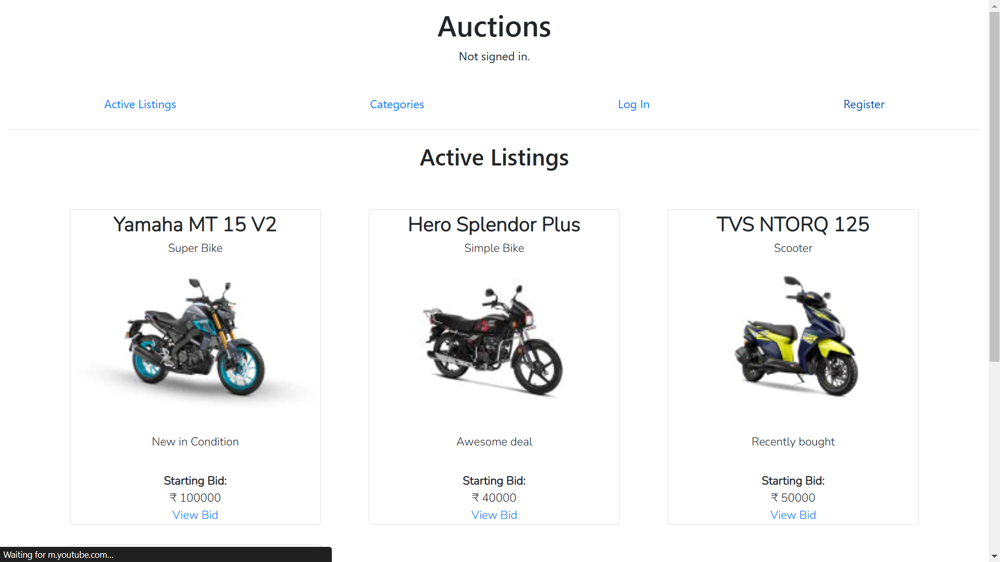 Auctions
Not signed in.
Active Listings
Categories
Log In
Register
Active Listings
Yamaha MT 15 V2
Super Bike
New in Condition
Starting Bid:
₹ 100000
View Bid
Hero Splendor Plus
Simple Bike
Awesome deal
Starting Bid:
₹ 40000
View Bid
TVS NTORQ 125
Scooter
Recently bought
Starting Bid:
₹ 50000
View Bid
Waiting for m.youtube.com...